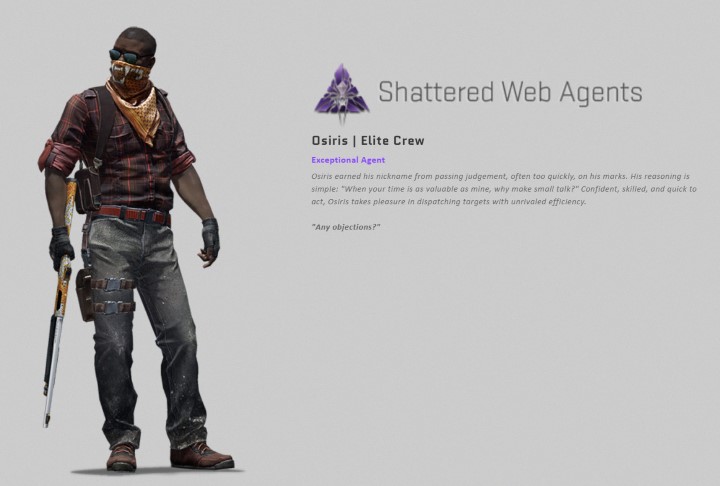 Shattered Web Agents
Osiris | Elite Crew
Exceptional Agent
Osiris earned his nickname from passing judgement, often too quickly, on his marks. His reasoning is
simple: "When your time is as valuable as mine, why make small talk?" Confident, skilled, and quick to
act, Osiris takes pleasure in dispatching targets with unrivaled efficiency.
"Any objections?"